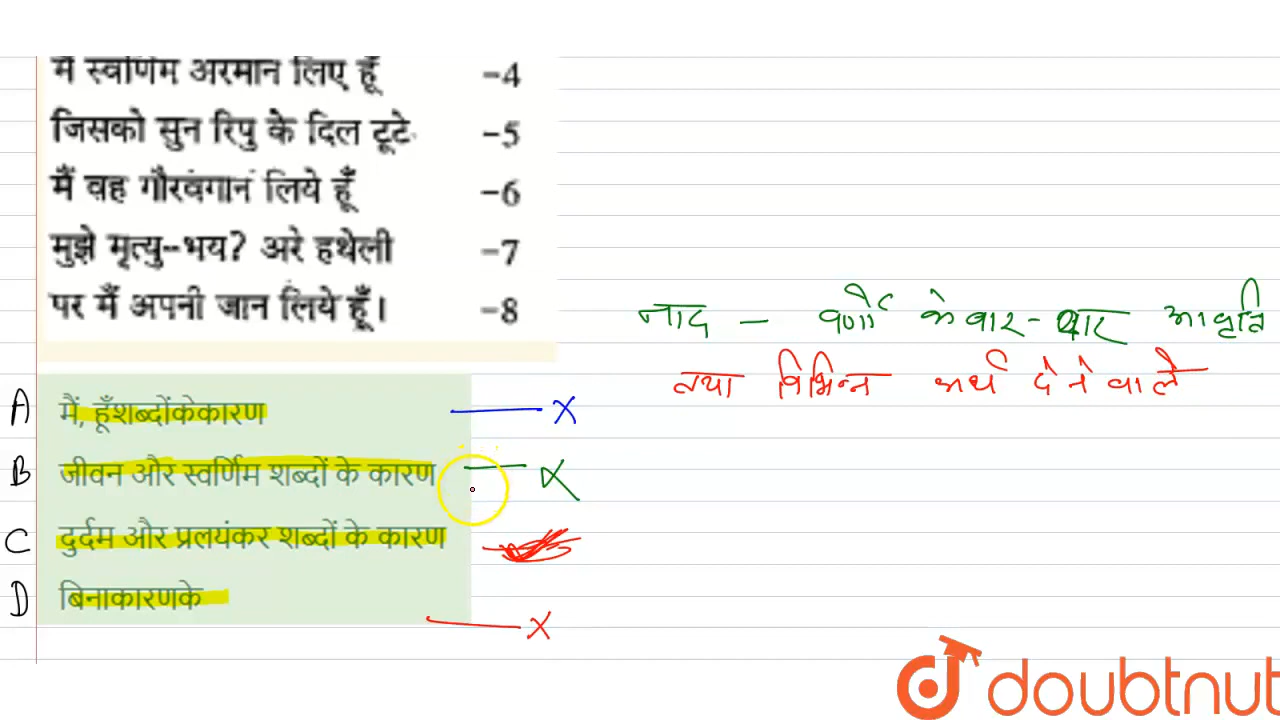 मैं स्वर्णिम अरमान लिए हूँ -4
जिसको सुन रिपु के दिल टूटे -5
मैं वह गौरवगान लिये हूँ -6
मुझे मृत्यु--भय? अरे हथेली -7
पर मैं अपनी जान लिये हूँ। -8
नाद - वर्णों के बार-बार आवृत्ति
तथा विभिन्न अर्थ देने वाले
A मैं, हूँशब्दोंकेकारण x
B जीवन और स्वर्णिम शब्दों के कारण x
C दुर्दम और प्रलयंकर शब्दों के कारण
D बिनाकारणके x
doubtnut